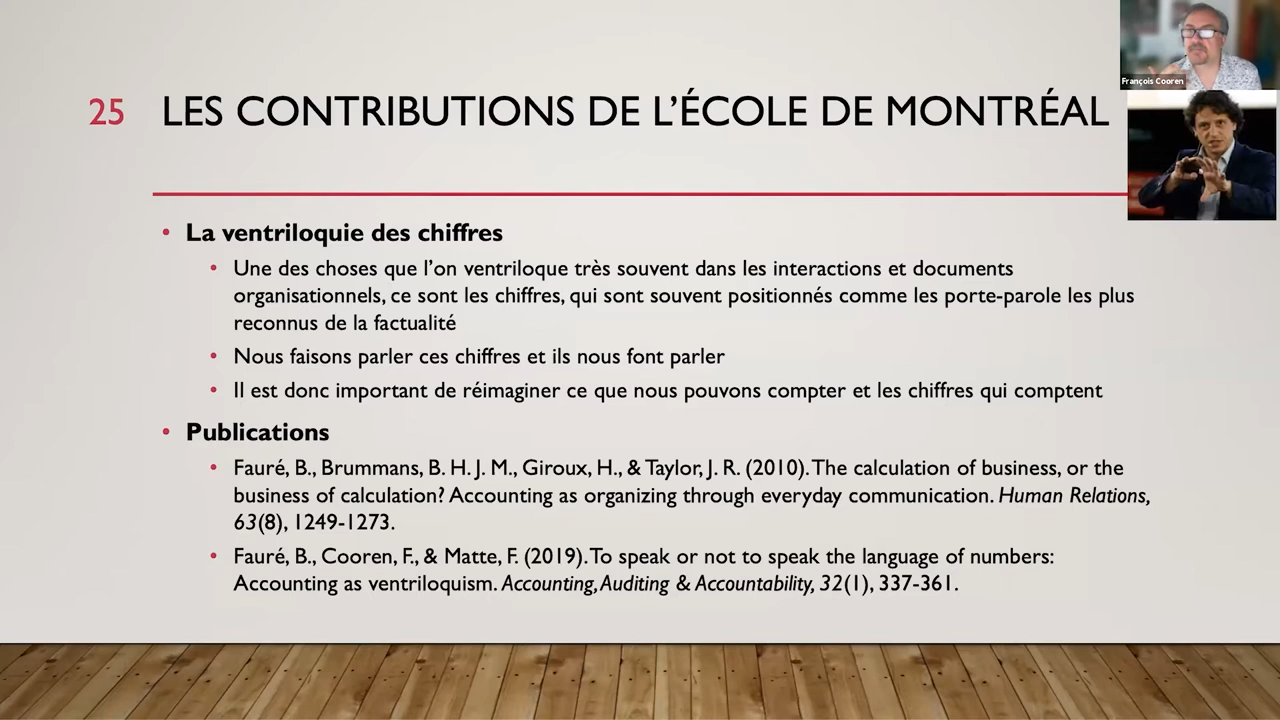 François Cooren
25 LES CONTRIBUTIONS DE L’ÉCOLE DE MONTRÉAL
• La ventriloquie des chiffres
• Une des choses que l’on ventriloque très souvent dans les interactions et documents
organisationnels, ce sont les chiffres, qui sont souvent positionnés comme les porte-parole les plus
reconnus de la factualité
• Nous faisons parler ces chiffres et ils nous font parler
• Il est donc important de réimaginer ce que nous pouvons compter et les chiffres qui comptent
• Publications
• Fauré, B., Brummans, B. H. J. M., Giroux, H., & Taylor, J. R. (2010). The calculation of business, or the
business of calculation? Accounting as organizing through everyday communication. Human Relations,
63(8), 1249-1273.
• Fauré, B., Cooren, F., & Matte, F. (2019). To speak or not to speak the language of numbers:
Accounting as ventriloquism. Accounting, Auditing & Accountability, 32(1), 337-361.